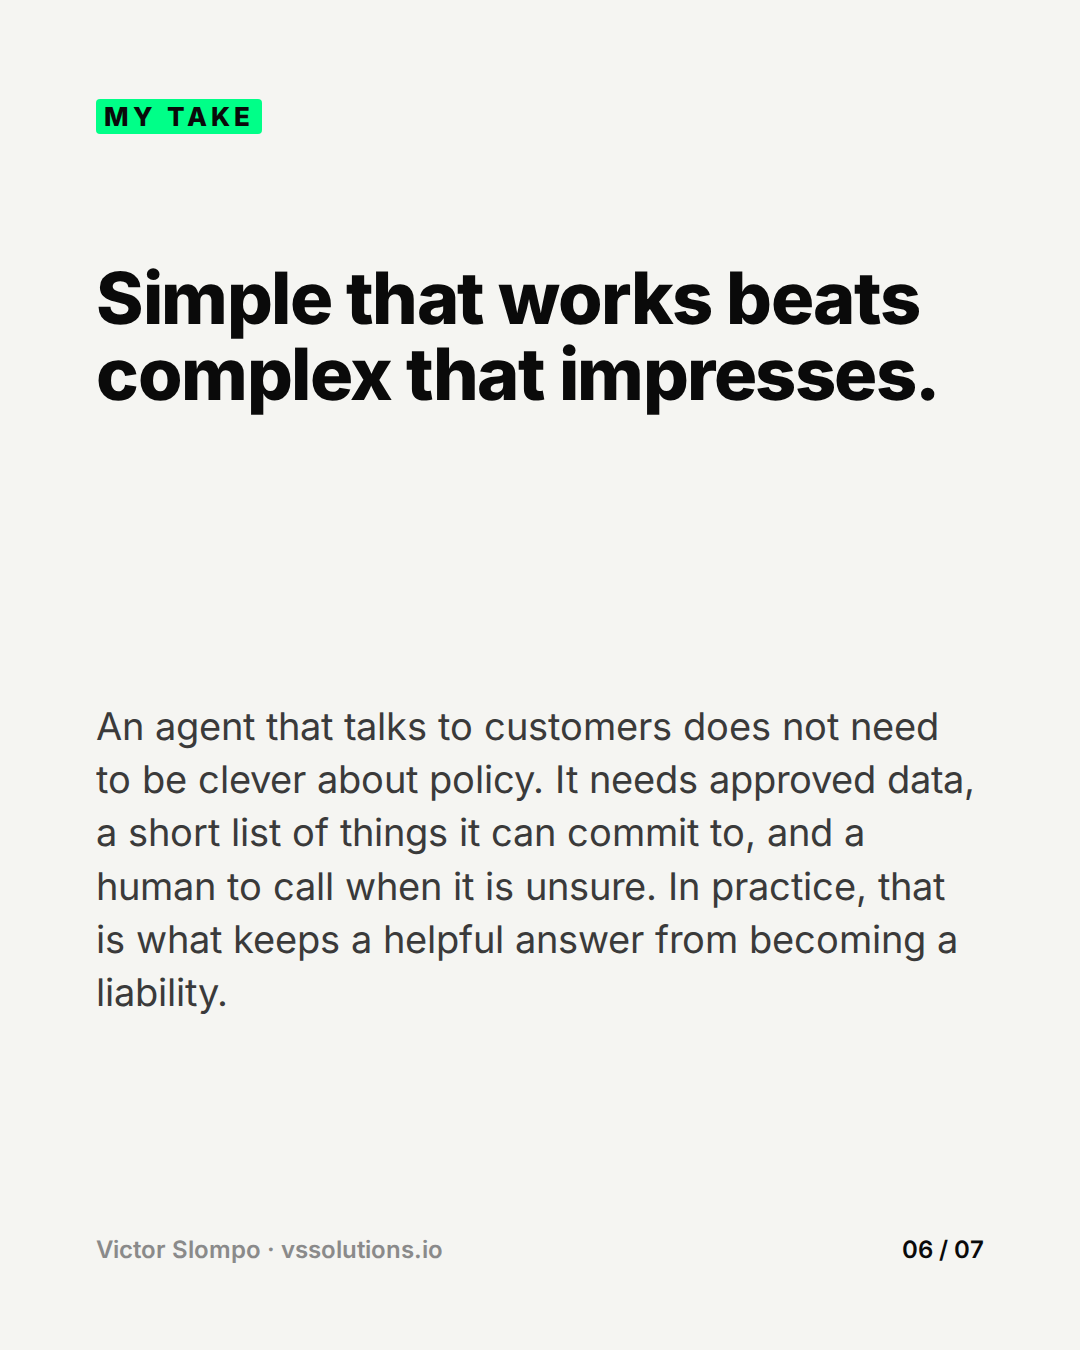 MY TAKE
Simple that works beats
complex that impresses.
An agent that talks to customers does not need
to be clever about policy. It needs approved data,
a short list of things it can commit to, and a
human to call when it is unsure. In practice, that
is what keeps a helpful answer from becoming a
liability.
Victor Slompo · vssolutions.io
06 / 07